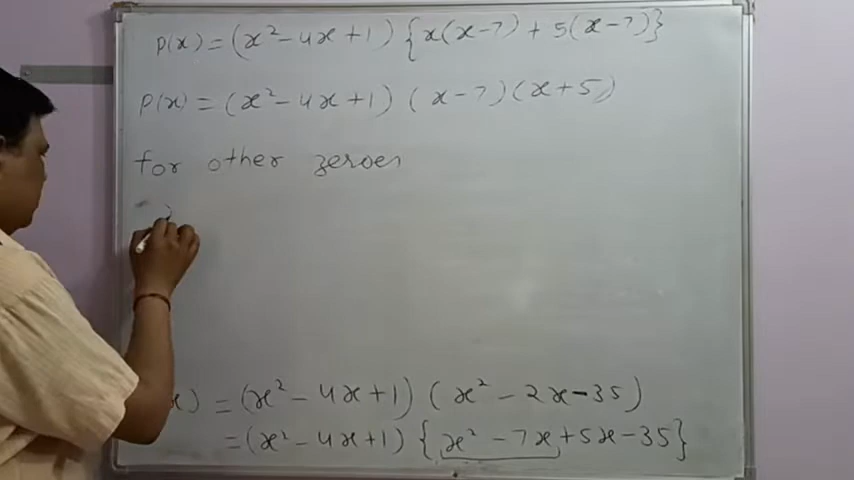 p(x) = (x² - 4x + 1) {x(x - 7) + 5(x - 7)}
p(x) = (x² - 4x + 1) (x - 7)(x + 5)
for other zeroes
x) = (x² - 4x + 1) (x² - 2x - 35)
= (x² - 4x + 1) {x² - 7x + 5x - 35}